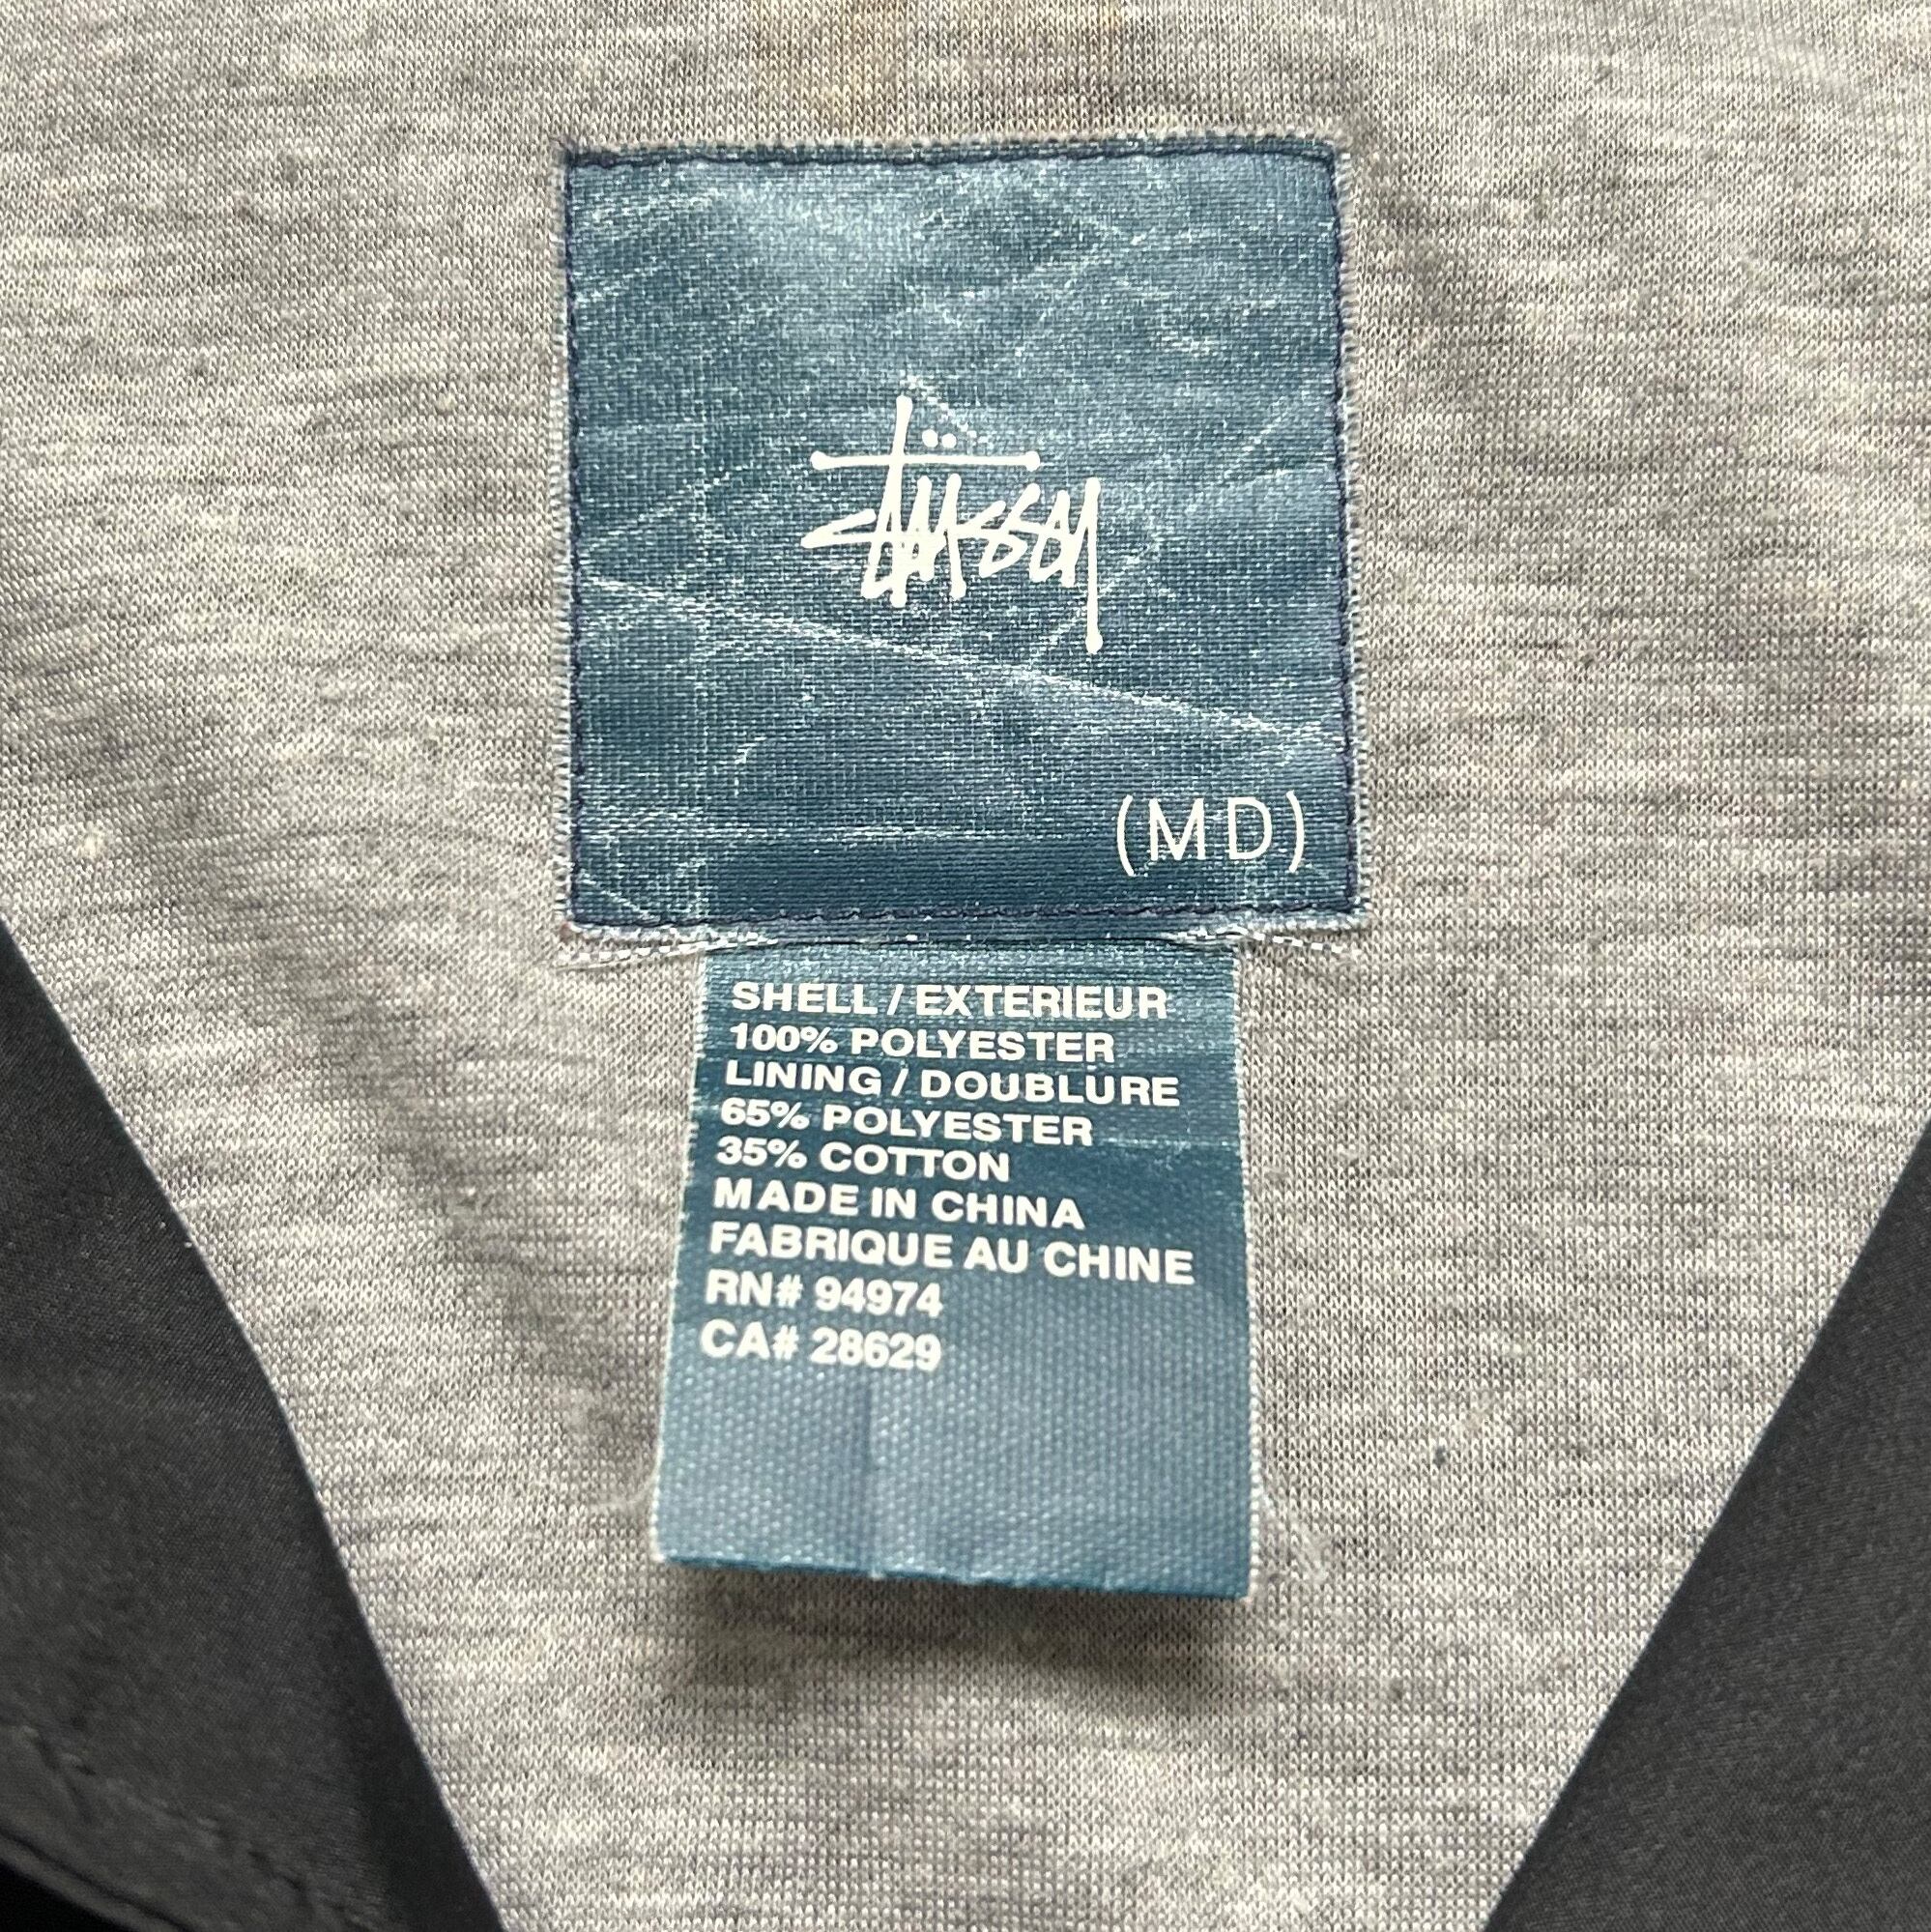 Stüssy
(MD)
SHELL / EXTERIEUR
100% POLYESTER
LINING / DOUBLURE
65% POLYESTER
35% COTTON
MADE IN CHINA
FABRIQUE AU CHINE
RN# 94974
CA# 28629